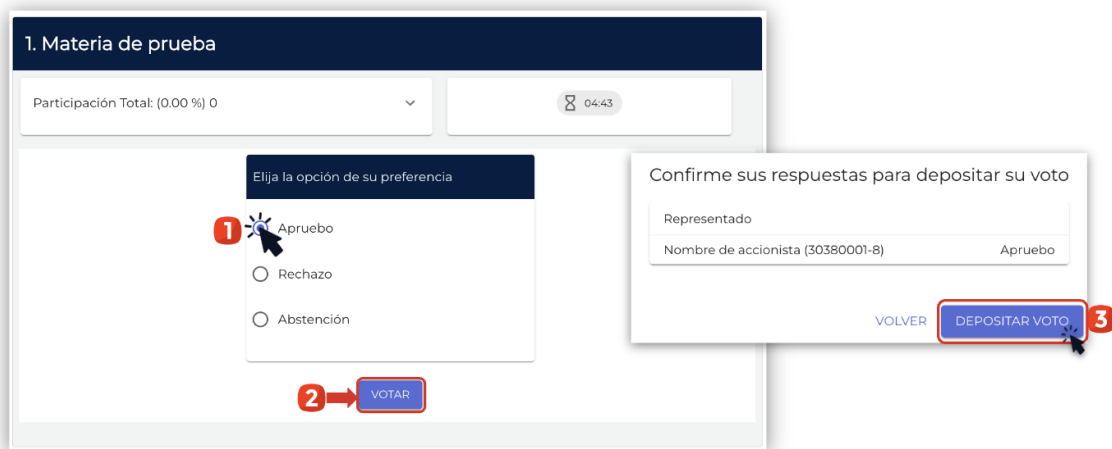 1. Materia de prueba
Participación Total: (0.00 %) 0
04:43
Elija la opción de su preferencia
1
Apruebo
Rechazo
Abstención
2
VOTAR
Confirme sus respuestas para depositar su voto
Representado
Nombre de accionista (30380001-8) Apruebo
VOLVER DEPOSITAR VOTO
3